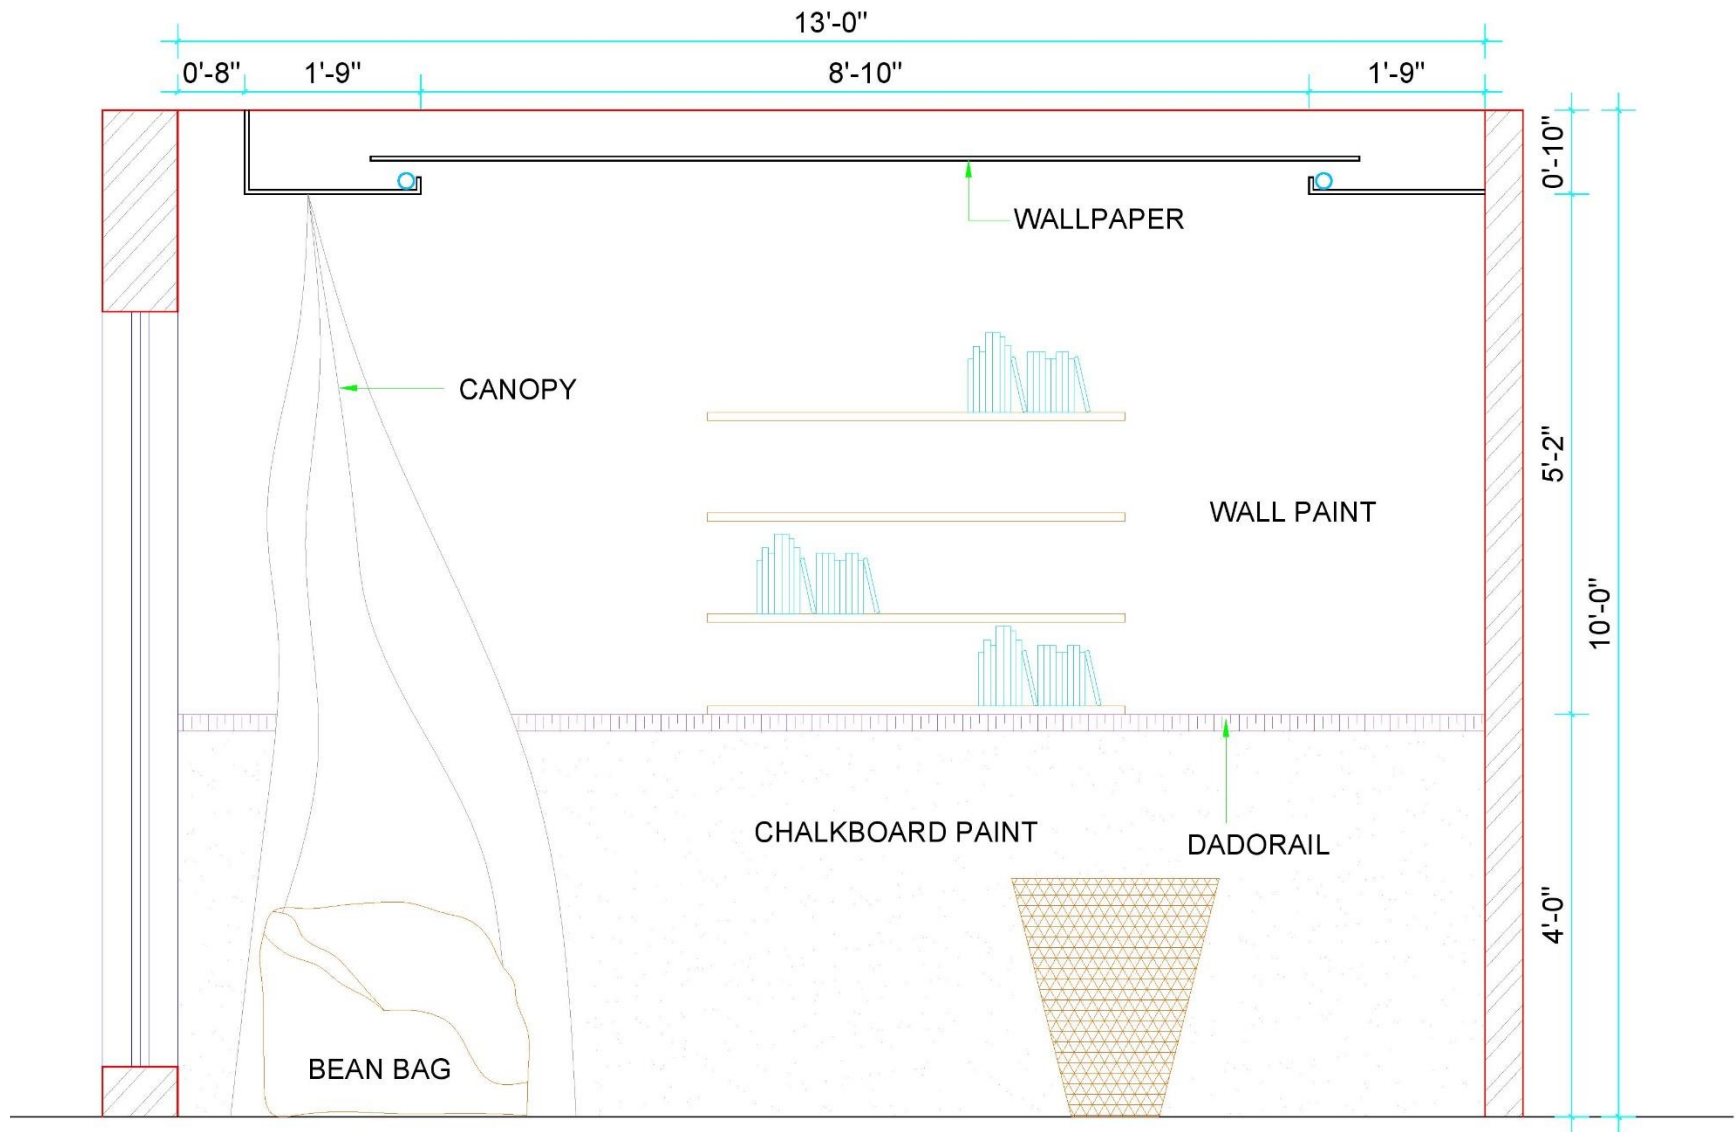 13'-0"
0'-8" 1'-9" 8'-10" 1'-9"
0'-10"
WALLPAPER
CANOPY
5'-2"
WALL PAINT
10'-0"
CHALKBOARD PAINT
DADORAIL
4'-0"
BEAN BAG